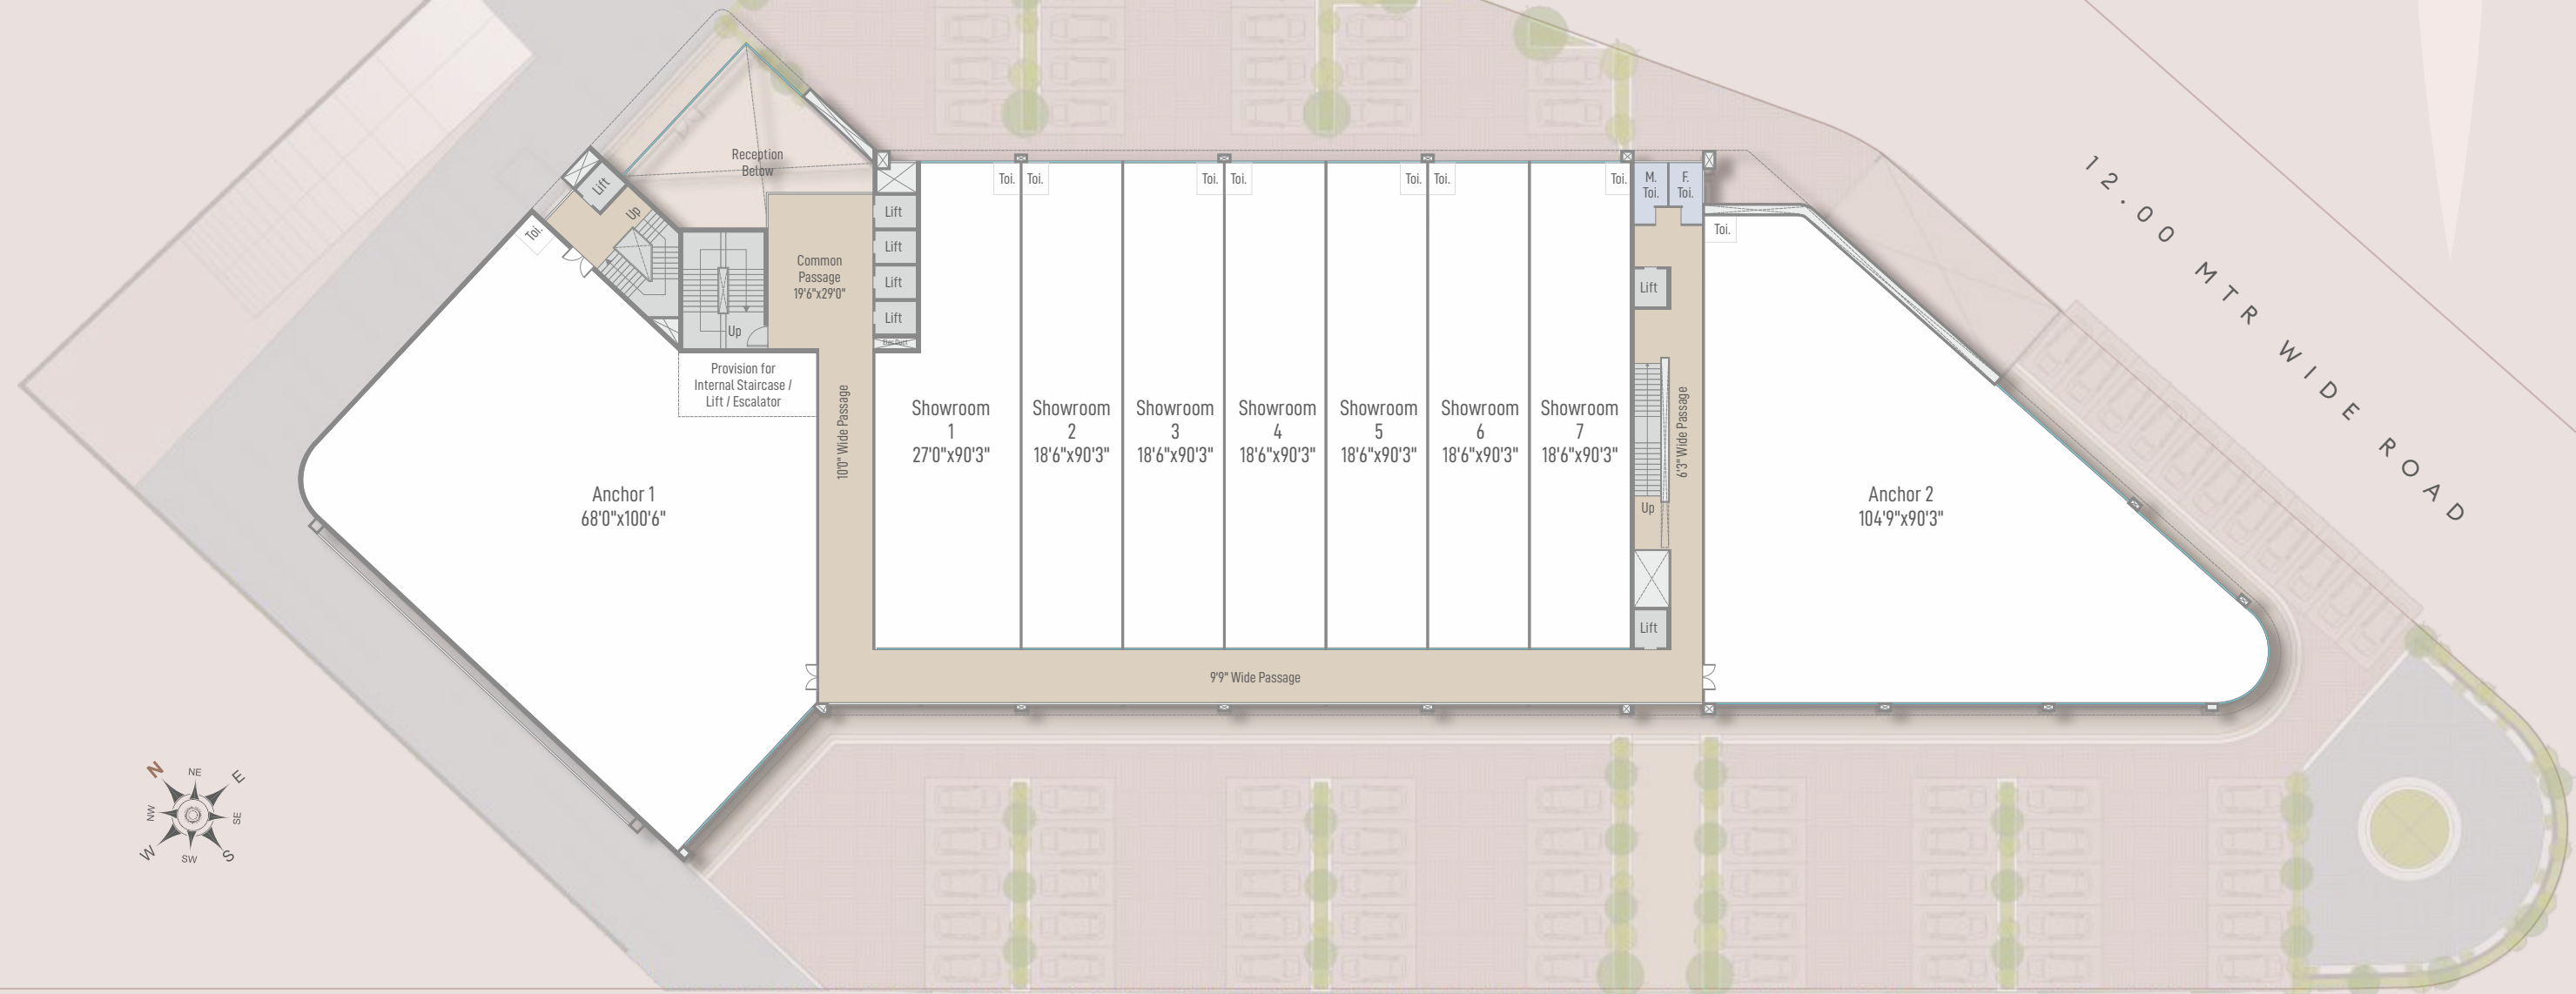 Reception
Below
Lift
Up
Toi.
Up
Common
Passage
19'6"x29'0"
Lift
Lift
Lift
Lift
Provision for
Internal Staircase /
Lift / Escalator
10'0" Wide Passage
Anchor 1
68'0"x100'6"
Toi.
Toi.
Toi.
Toi.
Toi.
Toi.
Toi.
Showroom
1
27'0"x90'3"
Showroom
2
18'6"x90'3"
Showroom
3
18'6"x90'3"
Showroom
4
18'6"x90'3"
Showroom
5
18'6"x90'3"
Showroom
6
18'6"x90'3"
Showroom
7
18'6"x90'3"
M.
Toi.
F.
Toi.
Lift
6'3" Wide Passage
Up
Lift
9'9" Wide Passage
Toi.
Anchor 2
104'9"x90'3"
12.00 MTR WIDE ROAD
N
NE
E
NW
SE
W
SW
S